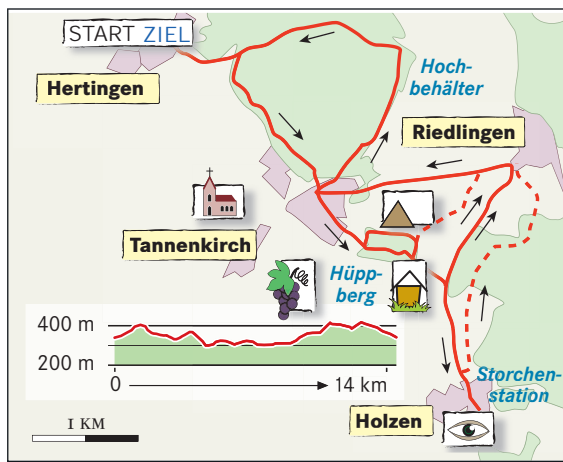 START ZIEL
Hertingen
Hoch-
behälter
Riedlingen
Tannenkirch
Hüpp-
berg
400 m
200 m
0
14 km
Storchen-
station
Holzen
1 KM